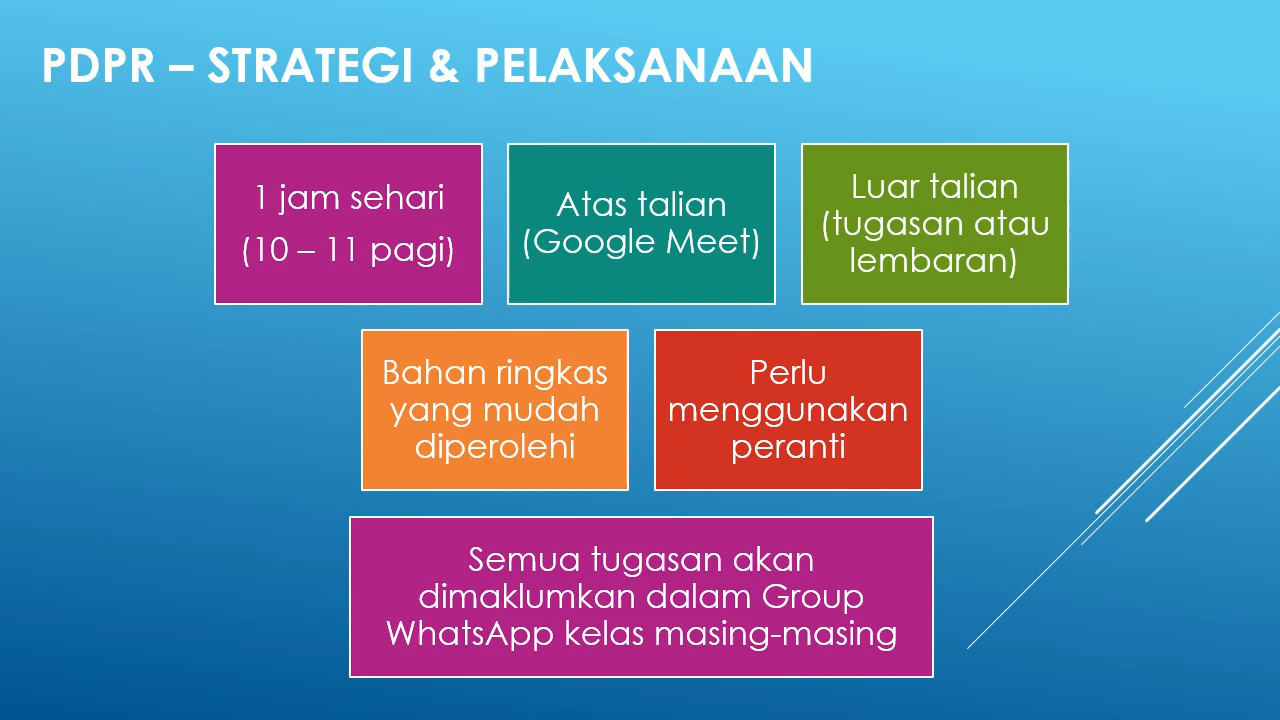 PDPR – STRATEGI & PELAKSANAAN
1 jam sehari
(10 – 11 pagi)
Atas talian
(Google Meet)
Luar talian
(tugasan atau
lembaran)
Bahan ringkas
yang mudah
diperolehi
Perlu
menggunakan
peranti
Semua tugasan akan
dimaklumkan dalam Group
WhatsApp kelas masing-masing